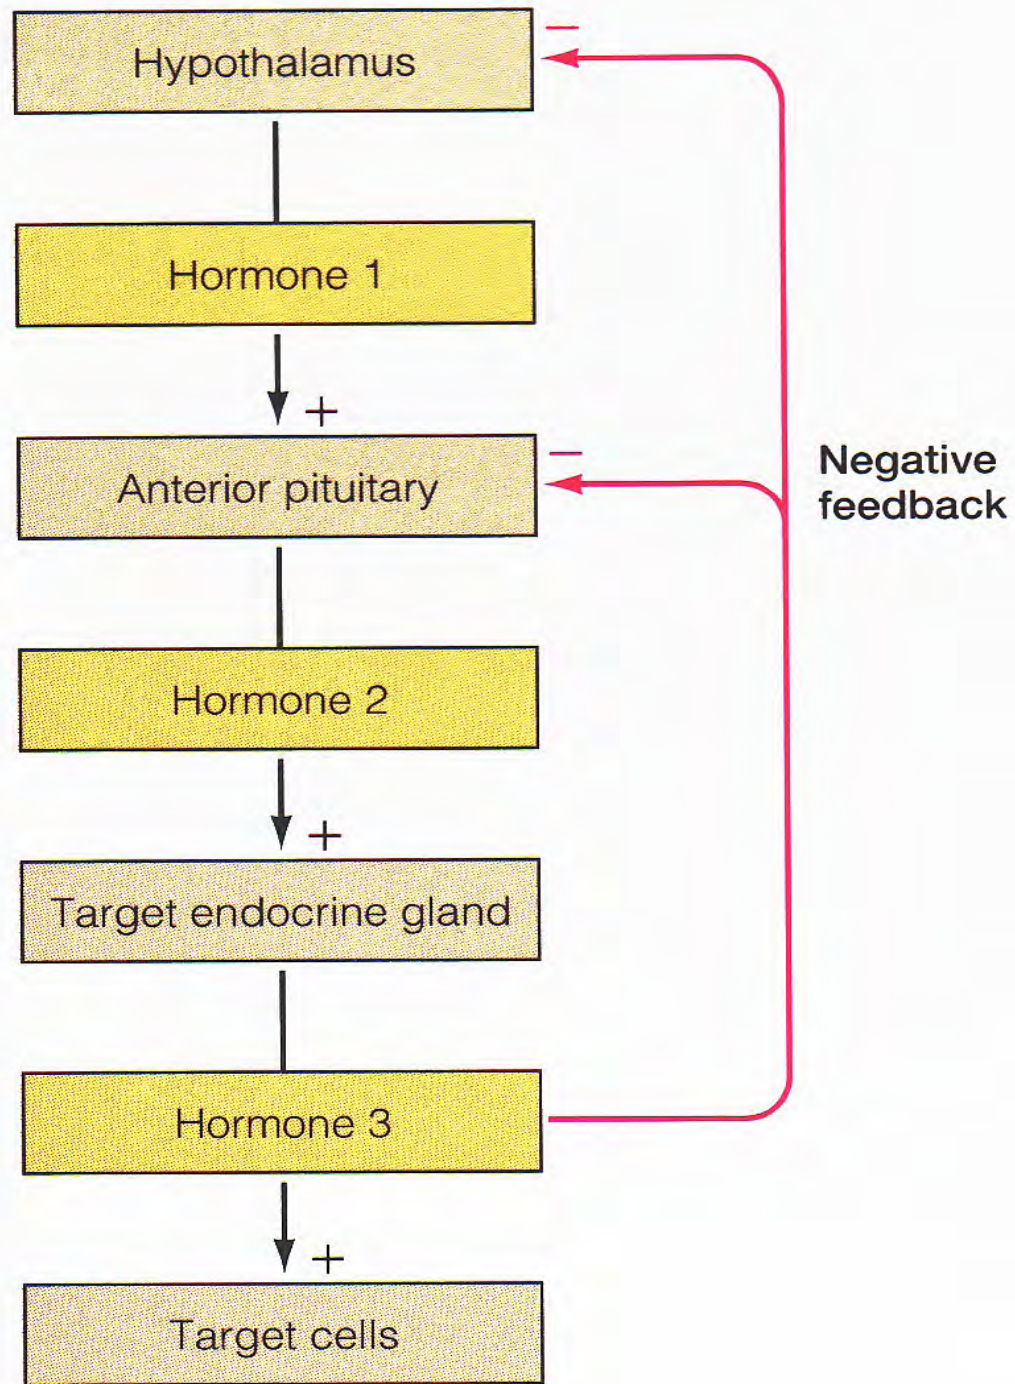 Hypothalamus
−
Hormone 1
+
Anterior pituitary
−
Negative
feedback
Hormone 2
+
Target endocrine gland
Hormone 3
+
Target cells